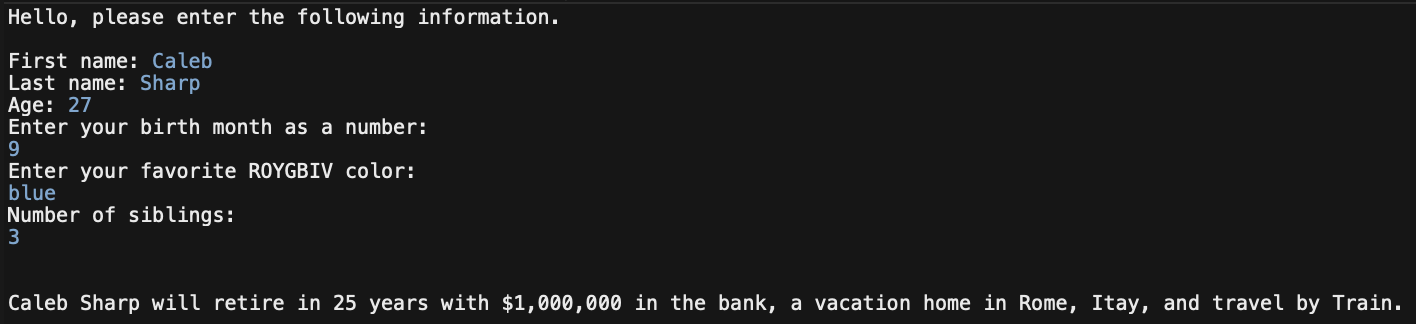 Hello, please enter the following information.
First name: Caleb
Last name: Sharp
Age: 27
Enter your birth month as a number:
9
Enter your favorite ROYGBIV color:
blue
Number of siblings:
3
Caleb Sharp will retire in 25 years with $1,000,000 in the bank, a vacation home in Rome, Itay, and travel by Train.